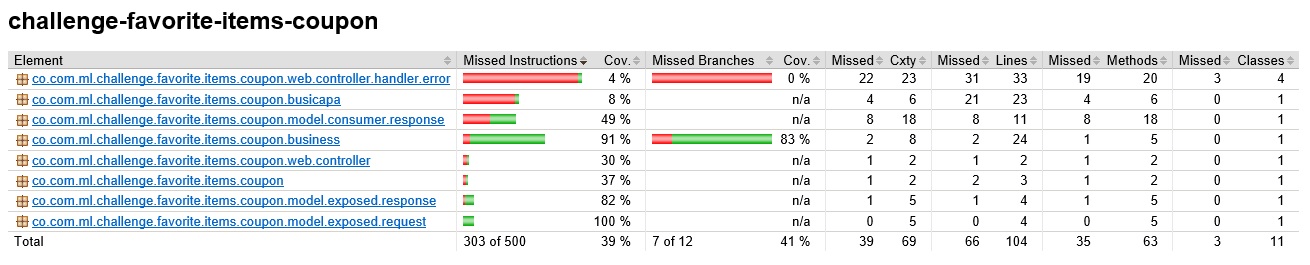 challenge-favorite-items-coupon
Element Missed Instructions Cov. Missed Branches Cov. Missed Cxty Missed Lines Missed Methods Missed Classes
co.com.ml.challenge.favorite.items.coupon.web.controller.handler.error 4 % 0 % 22 23 31 33 19 20 3 4
co.com.ml.challenge.favorite.items.coupon.busicapa 8 % n/a 4 6 21 23 4 6 0 1
co.com.ml.challenge.favorite.items.coupon.model.consumer.response 49 % n/a 8 18 8 11 8 18 0 1
co.com.ml.challenge.favorite.items.coupon.business 91 % 83 % 2 8 2 24 1 5 0 1
co.com.ml.challenge.favorite.items.coupon.web.controller 30 % n/a 1 2 1 2 1 2 0 1
co.com.ml.challenge.favorite.items.coupon 37 % n/a 1 2 2 3 1 2 0 1
co.com.ml.challenge.favorite.items.coupon.model.exposed.response 82 % n/a 1 5 1 4 1 5 0 1
co.com.ml.challenge.favorite.items.coupon.model.exposed.request 100 % n/a 0 5 0 4 0 5 0 1
Total 303 of 500 39 % 7 of 12 41 % 39 69 66 104 35 63 3 11